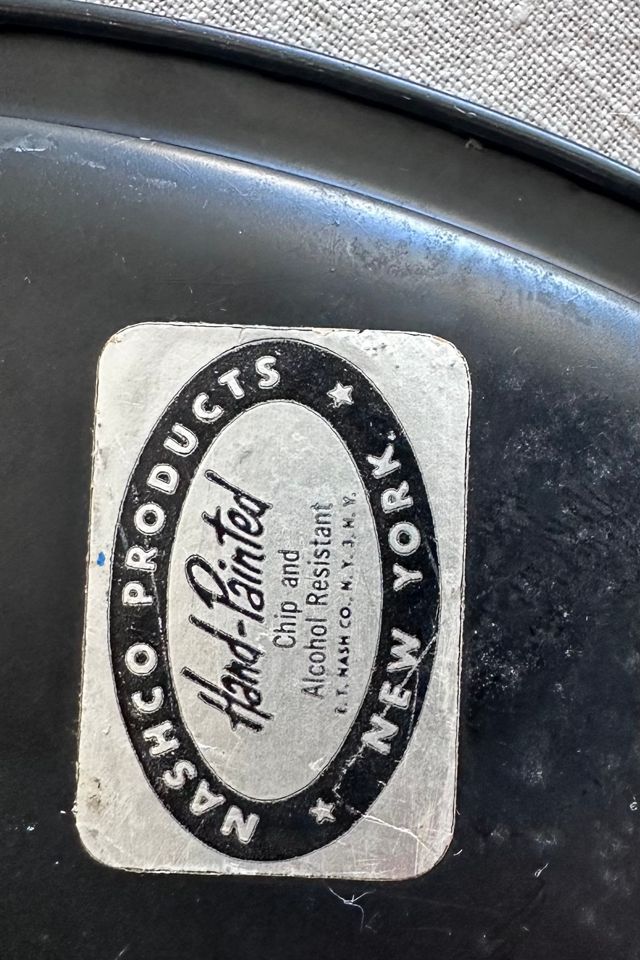 NASHCO PRODUCTS
Hand-Painted
Chip and
Alcohol Resistant
E. T. NASH CO., N. Y. 3, N. Y.
NEW YORK.